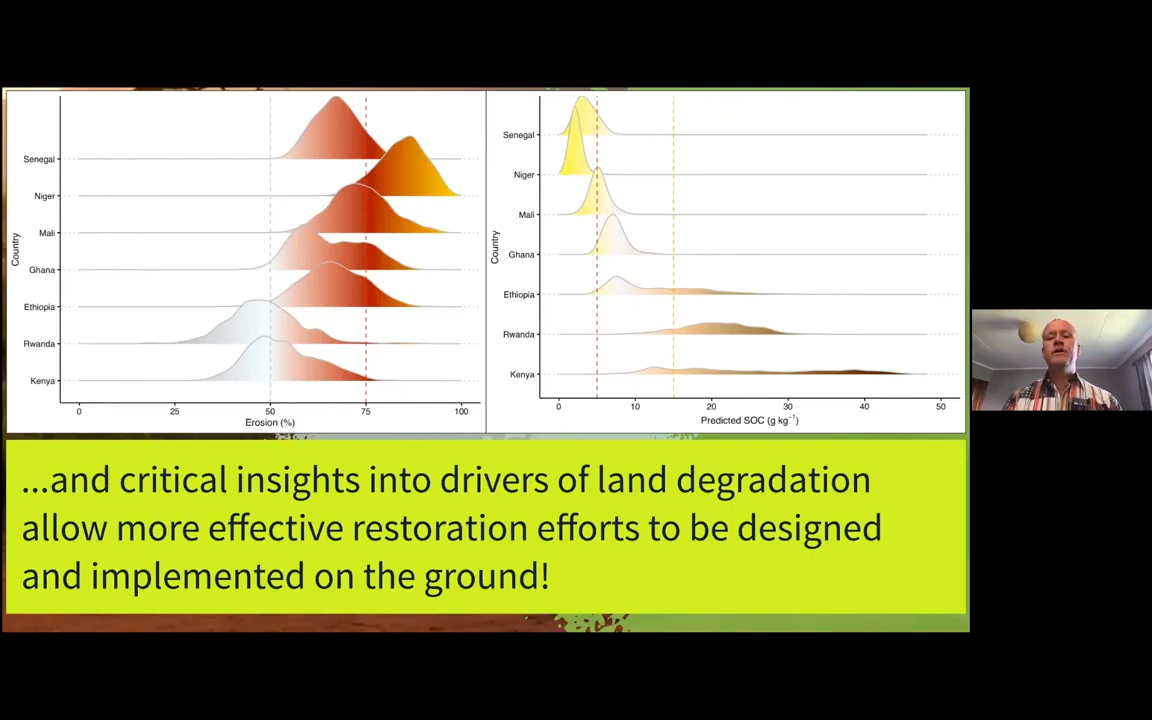 Senegal
Niger
Mali
Ghana
Ethiopia
Rwanda
Kenya
Country
0 25 50 75 100
Erosion (%)
Senegal
Niger
Mali
Ghana
Ethiopia
Rwanda
Kenya
Country
0 10 20 30 40 50
Predicted SOC (g kg⁻¹)
...and critical insights into drivers of land degradation
allow more effective restoration efforts to be designed
and implemented on the ground!